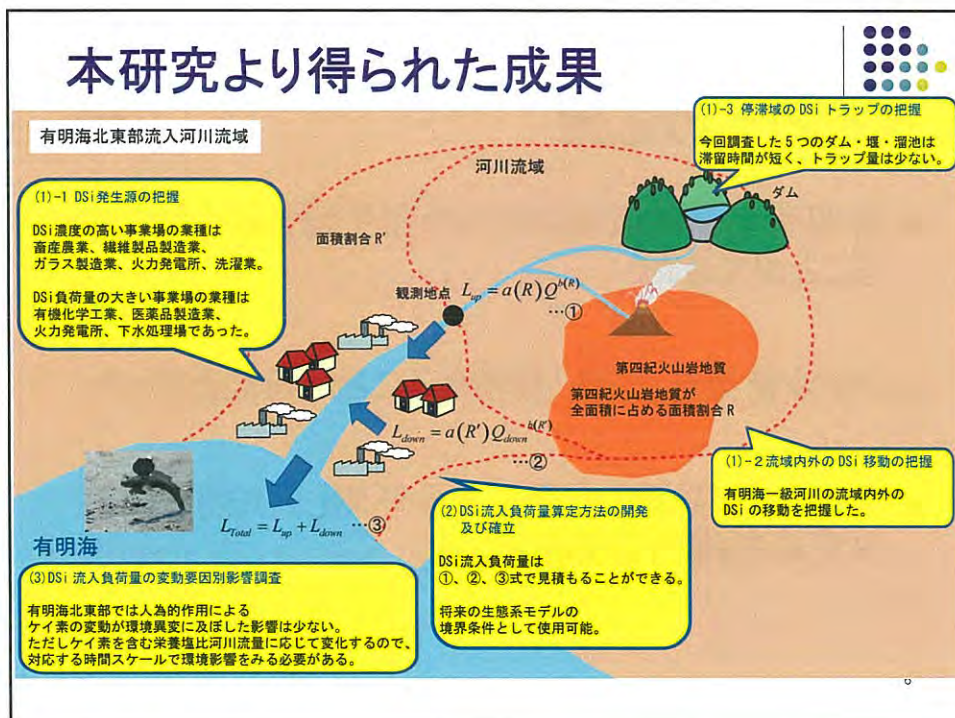 本研究より得られた成果
有明海北東部流入河川流域
(1)-3 停滞域の DSi トラップの把握
今回調査した 5 つのダム・堰・溜池は
滞留時間が短く、トラップ量は少ない。
河川流域
ダム
(1)-1 DSi発生源の把握
DSi濃度の高い事業場の業種は
畜産農業、繊維製品製造業、
ガラス製造業、火力発電所、洗濯業。
DSi負荷量の大きい事業場の業種は
有機化学工業、医薬品製造業、
火力発電所、下水処理場であった。
面積割合 R'
観測地点 L_up = a(R)Q^b(R)
…①
第四紀火山岩地質
第四紀火山岩地質が
全面積に占める面積割合 R
L_down = a(R')Q_down^b(R')
…②
(1)-2流域内外の DSi 移動の把握
有明海一級河川の流域内外の
DSi の移動を把握した。
L_Total = L_up + L_down …③
有明海
(2)DSi流入負荷量算定方法の開発
及び確立
DSi流入負荷量は
①、②、③式で見積もることができる。
将来の生態系モデルの
境界条件として使用可能。
(3)DSi 流入負荷量の変動要因別影響調査
有明海北東部では人為的作用による
ケイ素の変動が環境異変に及ぼした影響は少ない。
ただしケイ素を含む栄養塩比河川流量に応じて変化するので、
対応する時間スケールで環境影響をみる必要がある。